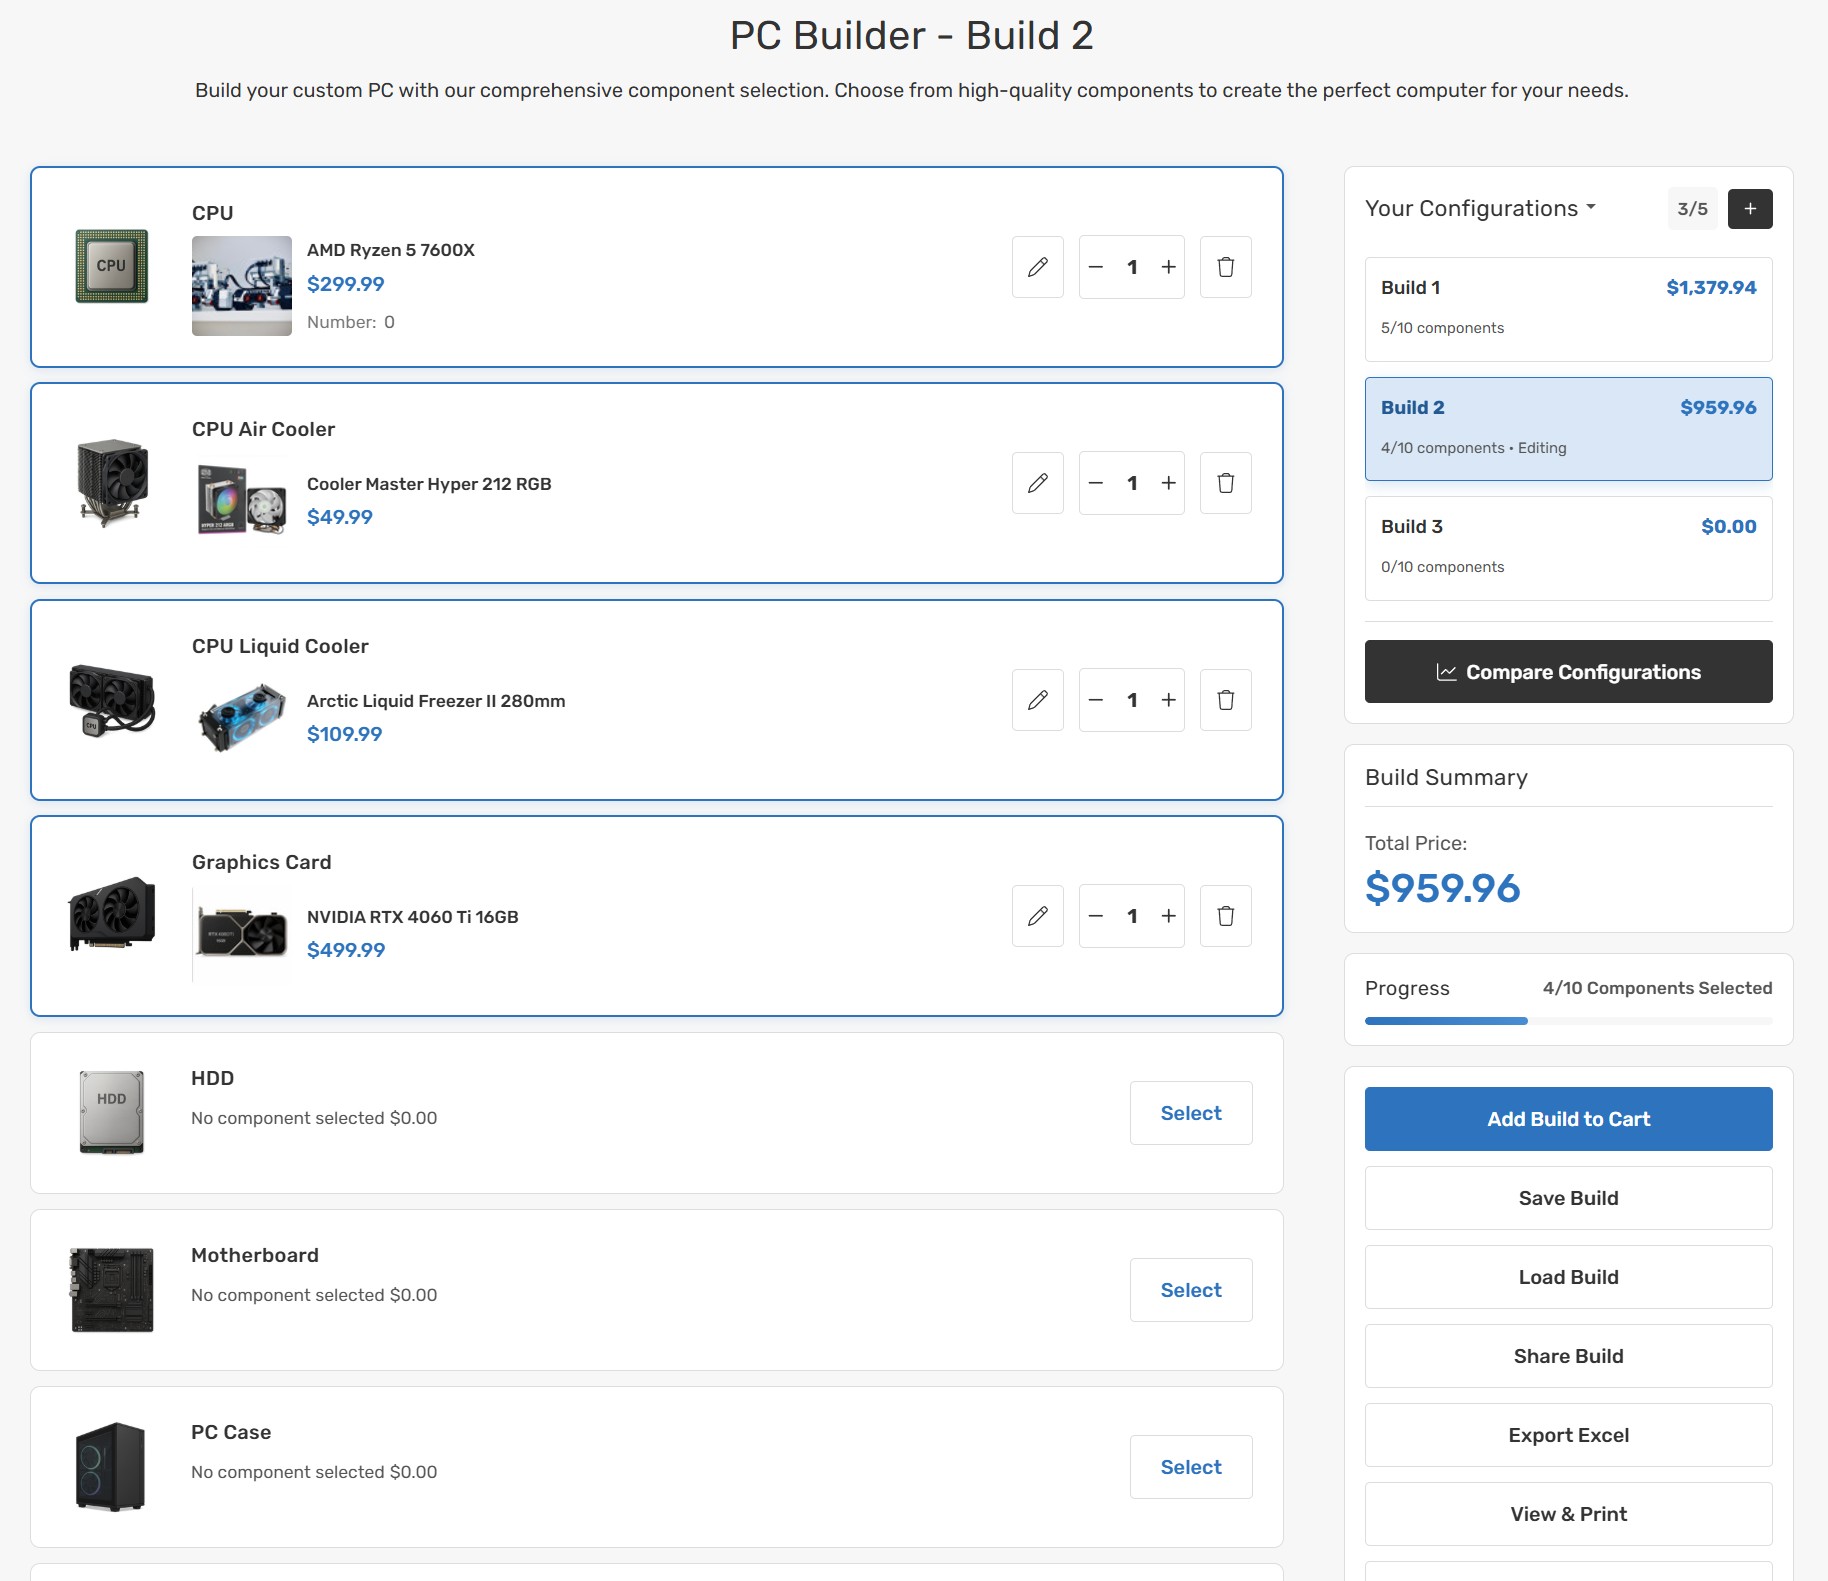 PC Builder - Build 2
Build your custom PC with our comprehensive component selection. Choose from high-quality components to create the perfect computer for your needs.
CPU
CPU
AMD Ryzen 5 7600X
$299.99
Number: 0
1
CPU Air Cooler
Cooler Master Hyper 212 RGB
$49.99
1
CPU Liquid Cooler
CPU
Arctic Liquid Freezer II 280mm
$109.99
1
Graphics Card
NVIDIA RTX 4060 Ti 16GB
$499.99
1
HDD
HDD
No component selected $0.00
Select
Motherboard
No component selected $0.00
Select
PC Case
No component selected $0.00
Select
Your Configurations
3/5
+
Build 1
$1,379.94
5/10 components
Build 2
$959.96
4/10 components • Editing
Build 3
$0.00
0/10 components
Compare Configurations
Build Summary
Total Price:
$959.96
Progress
4/10 Components Selected
Add Build to Cart
Save Build
Load Build
Share Build
Export Excel
View & Print